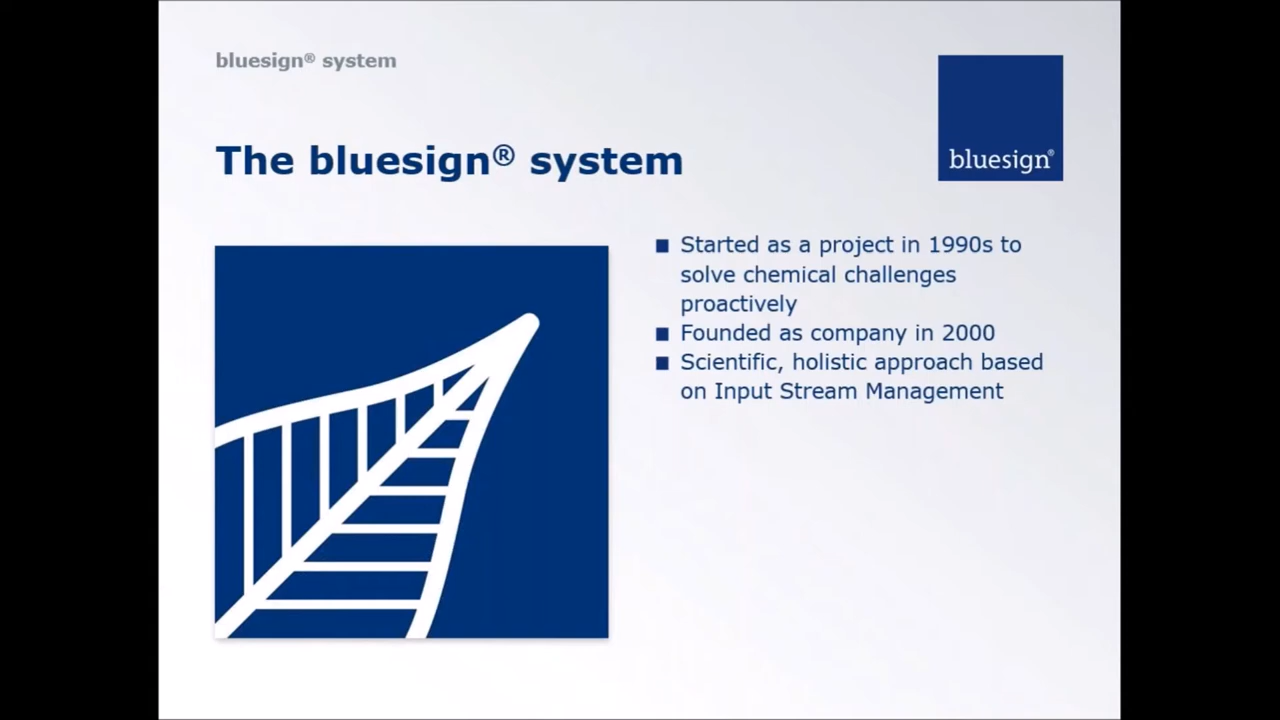 bluesign® system
bluesign®
The bluesign® system
■ Started as a project in 1990s to
solve chemical challenges
proactively
■ Founded as company in 2000
■ Scientific, holistic approach based
on Input Stream Management